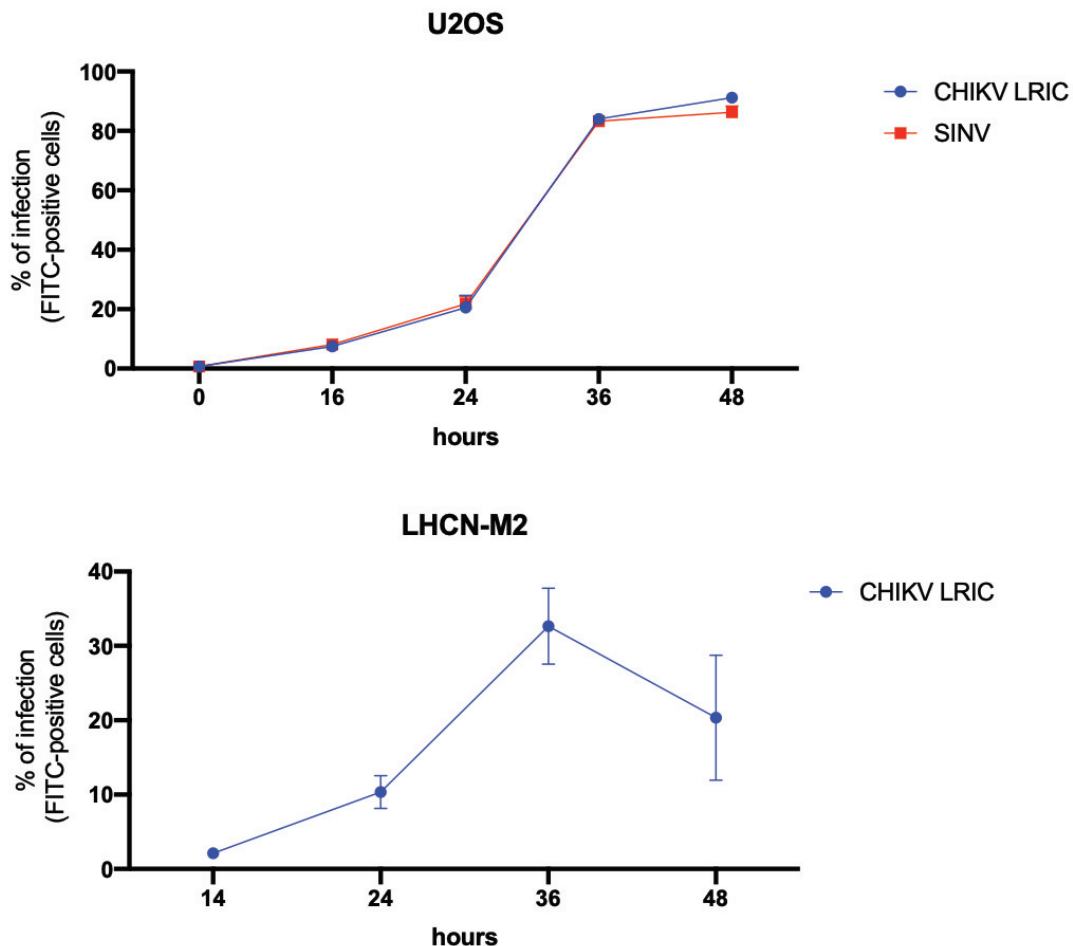 U2OS
% of infection
(FITC-positive cells)
100
80
60
40
20
0
0 16 24 36 48
hours
CHIKV LRIC
SINV
LHCN-M2
% of infection
(FITC-positive cells)
40
30
20
10
0
14 24 36 48
hours
CHIKV LRIC